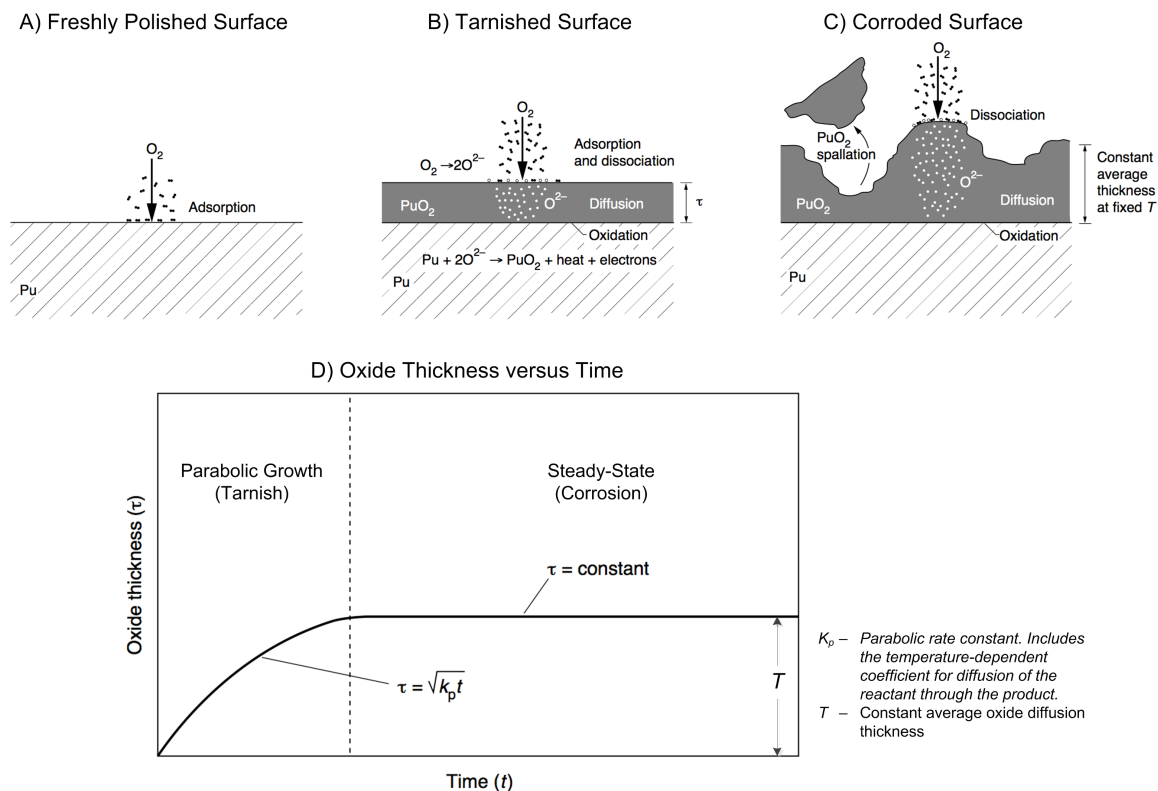 A) Freshly Polished Surface
O₂
Adsorption
Pu
B) Tarnished Surface
O₂
O₂→2O²⁻
Adsorption
and dissociation
PuO₂
O²⁻
Diffusion
τ
Oxidation
Pu + 2O²⁻ → PuO₂ + heat + electrons
Pu
C) Corroded Surface
O₂
Dissociation
PuO₂
spallation
Constant
average
thickness
at fixed T
O²⁻
PuO₂
Diffusion
Oxidation
Pu
D) Oxide Thickness versus Time
Parabolic Growth
(Tarnish)
Steady-State
(Corrosion)
Oxide thickness (τ)
τ = constant
τ = √kₚt
T
Time (t)
Kₚ – Parabolic rate constant. Includes
the temperature-dependent
coefficient for diffusion of the
reactant through the product.
T – Constant average oxide diffusion
thickness